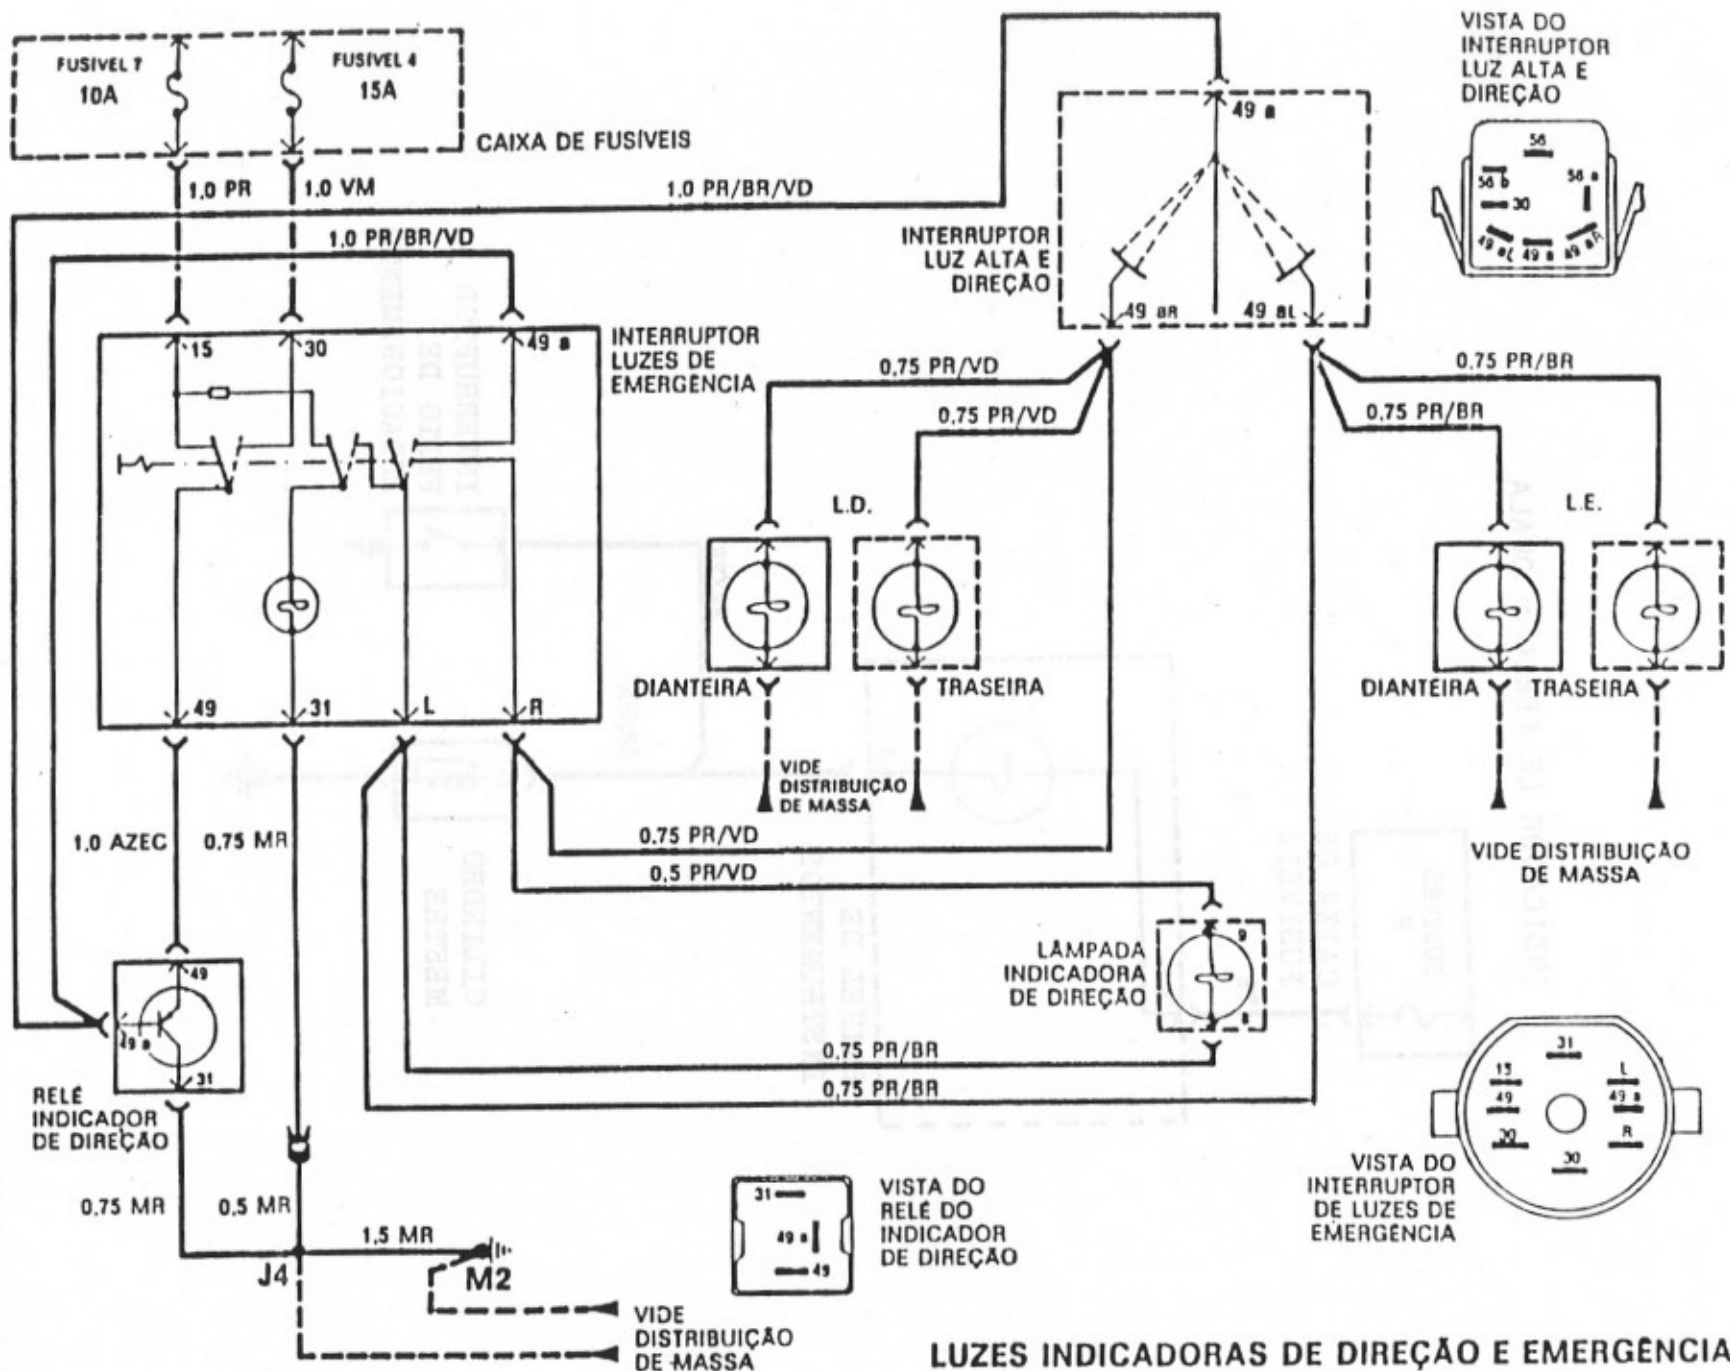 FUSIVEL 7
10A
FUSÍVEL 4
15A
CAIXA DE FUSÍVEIS
1.0 PR
1.0 VM
1.0 PR/BR/VD
1.0 PR/BR/VD
49 a
INTERRUPTOR
LUZ ALTA E
DIREÇÃO
49 aR
49 aL
VISTA DO
INTERRUPTOR
LUZ ALTA E
DIREÇÃO
56
56 b
56 a
30
49 aL
49 a
49 aR
15
30
49 a
INTERRUPTOR
LUZES DE
EMERGÊNCIA
0.75 PR/VD
0.75 PR/VD
0.75 PR/BR
0.75 PR/BR
L.D.
L.E.
DIANTEIRA
TRASEIRA
DIANTEIRA
TRASEIRA
49
31
L
R
VIDE
DISTRIBUIÇÃO
DE MASSA
VIDE DISTRIBUIÇÃO
DE MASSA
1.0 AZEC
0.75 MR
0.75 PR/VD
0.5 PR/VD
LÂMPADA
INDICADORA
DE DIREÇÃO
9
8
0.75 PR/BR
0.75 PR/BR
49
49 a
31
RELÉ
INDICADOR
DE DIREÇÃO
0.75 MR
0.5 MR
1.5 MR
J4
M2
VIDE
DISTRIBUIÇÃO
DE MASSA
31
49 a
49
VISTA DO
RELÉ DO
INDICADOR
DE DIREÇÃO
31
15
L
49
49 a
30
R
30
VISTA DO
INTERRUPTOR
DE LUZES DE
EMERGÊNCIA
LUZES INDICADORAS DE DIREÇÃO E EMERGÊNCIA